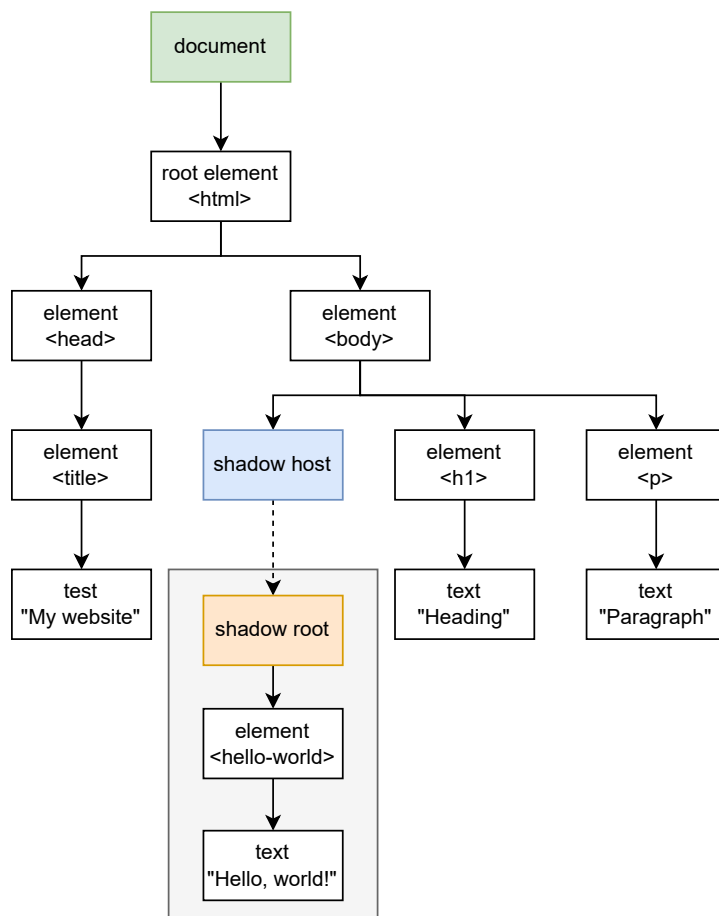 document
root element
<html>
element
<head>
element
<body>
element
<title>
shadow host
element
<h1>
element
<p>
test
"My website"
text
"Heading"
text
"Paragraph"
shadow root
element
<hello-world>
text
"Hello, world!"